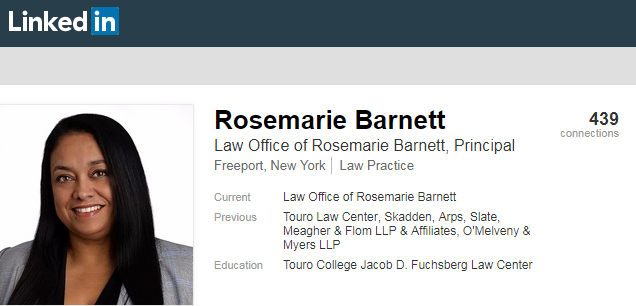 Linked in
Rosemarie Barnett
439
connections
Law Office of Rosemarie Barnett, Principal
Freeport, New York | Law Practice
Current Law Office of Rosemarie Barnett
Previous Touro Law Center, Skadden, Arps, Slate,
Meagher & Flom LLP & Affiliates, O'Melveny &
Myers LLP
Education Touro College Jacob D. Fuchsberg Law Center